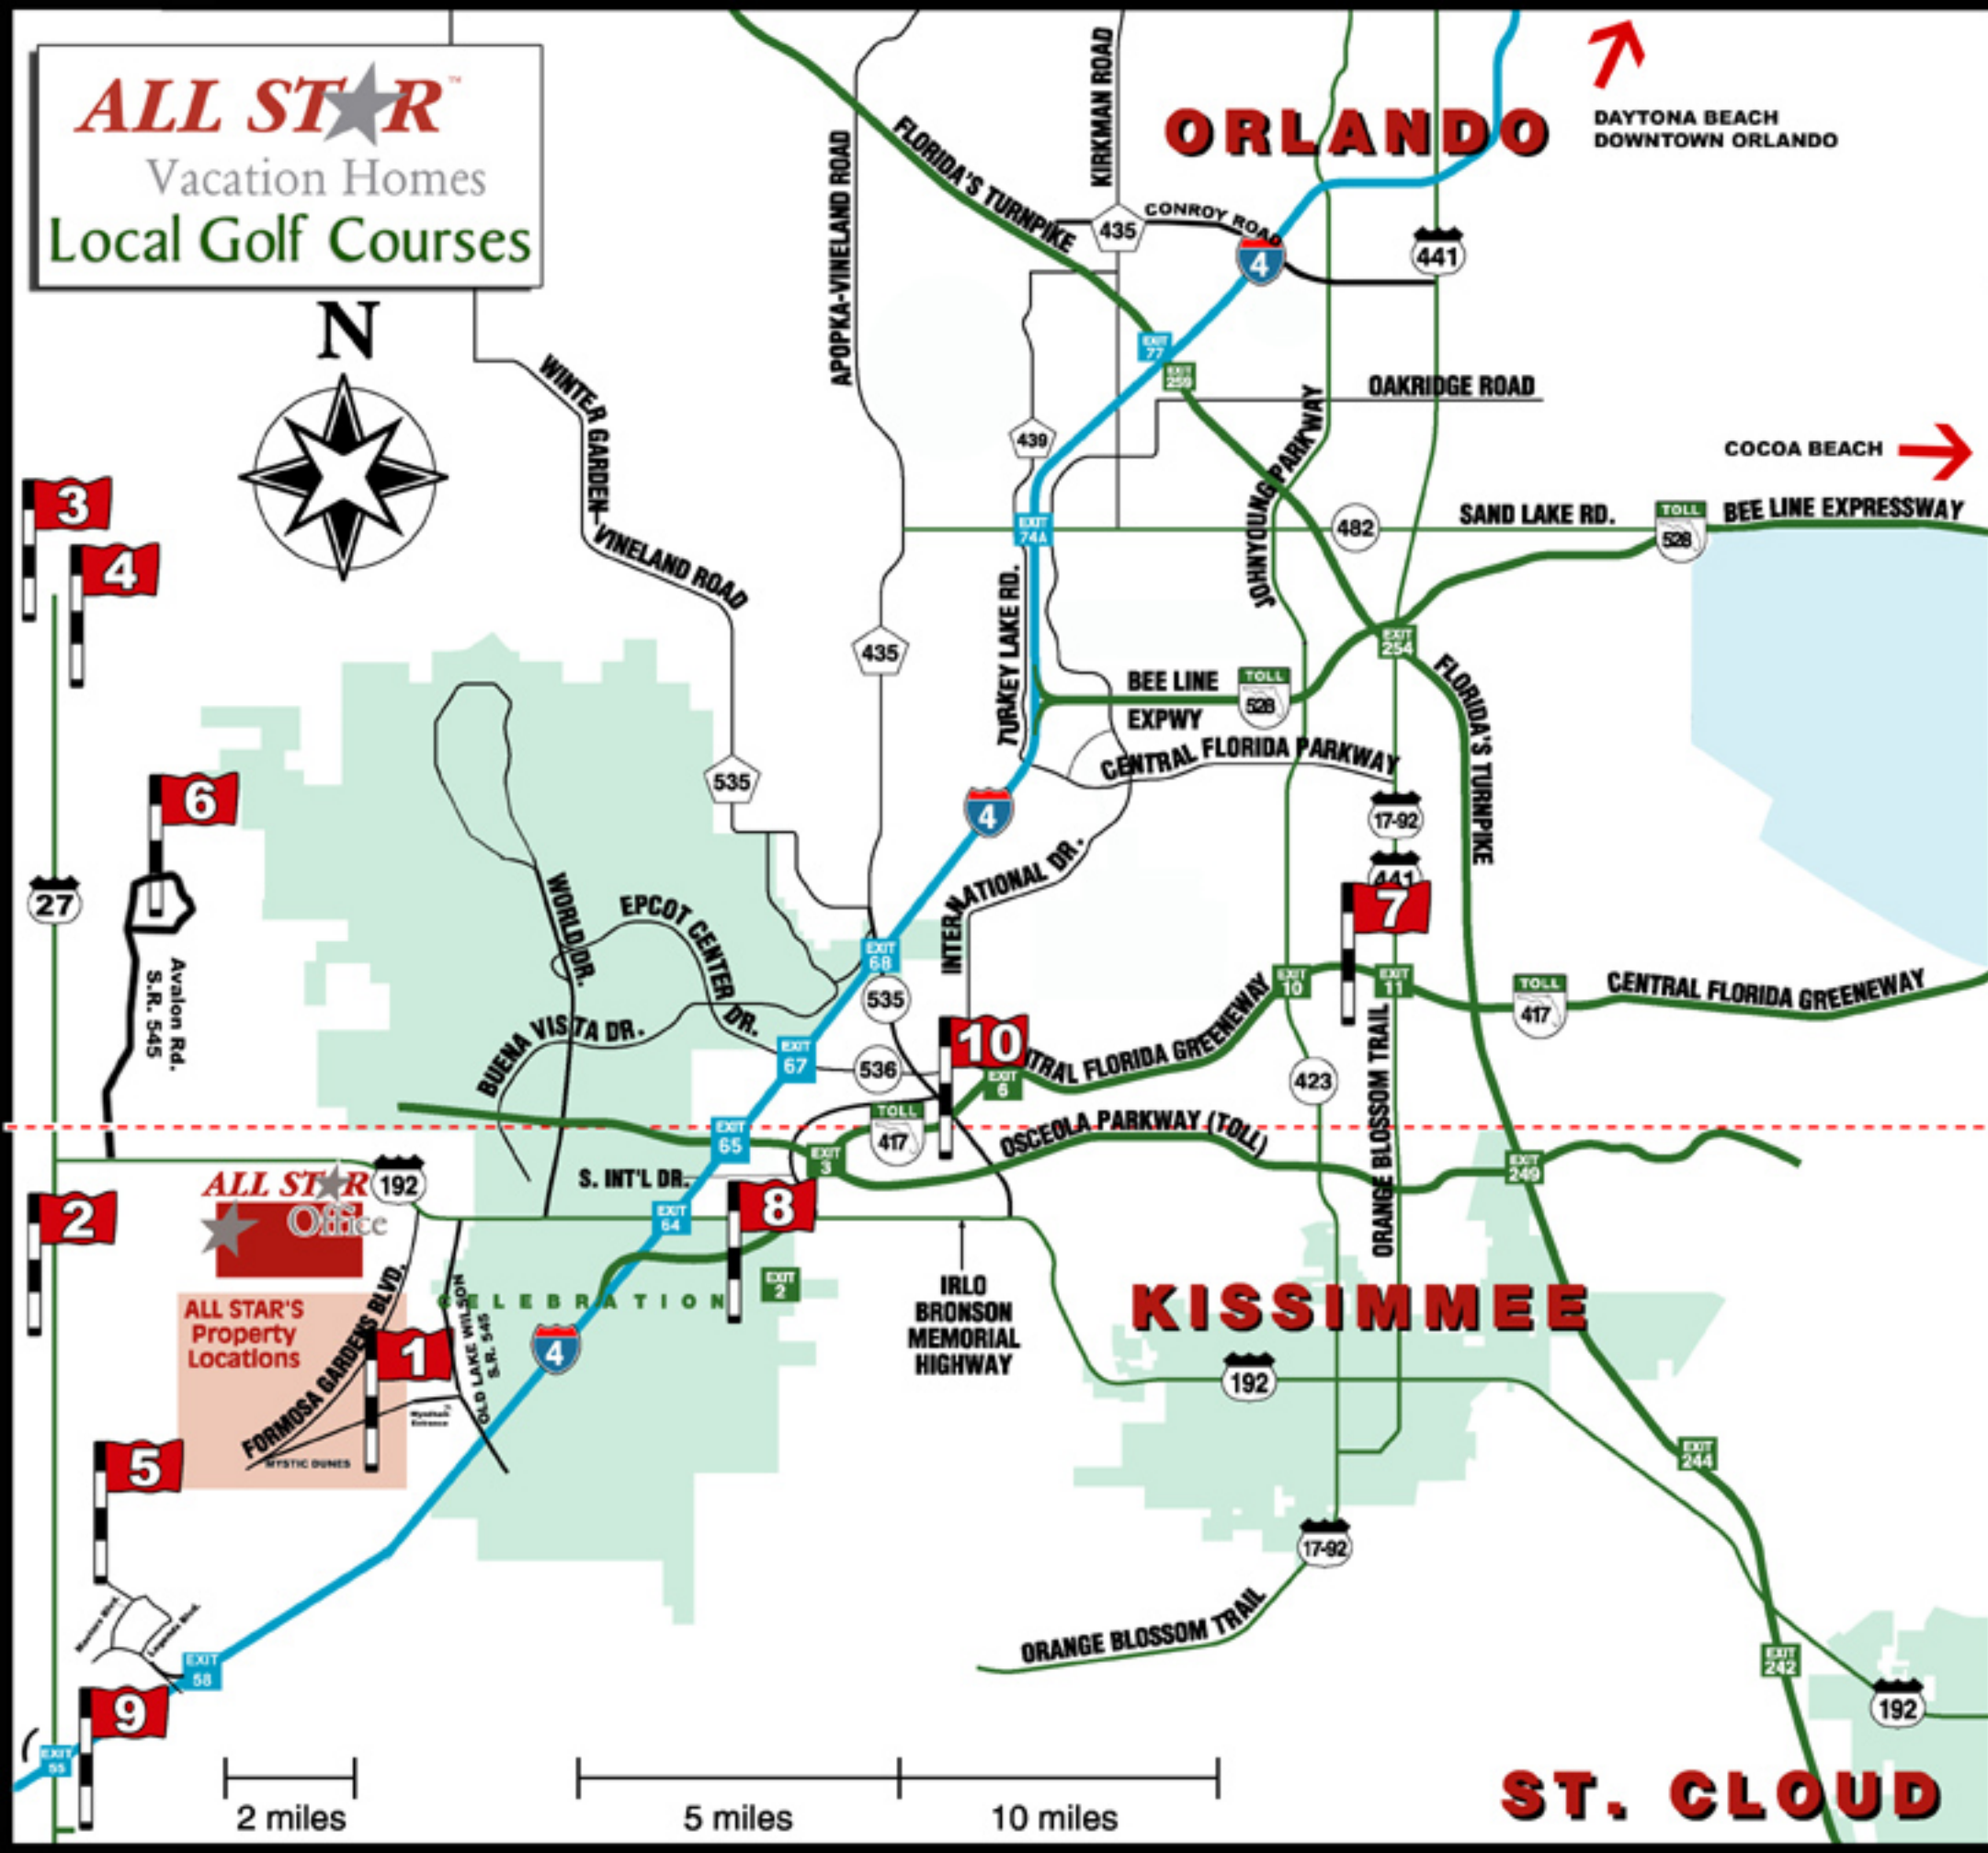 ALL STAR™
Vacation Homes
Local Golf Courses
N
ORLANDO
DAYTONA BEACH
DOWNTOWN ORLANDO
KIRKMAN ROAD
APOPKA-VINELAND ROAD
FLORIDA'S TURNPIKE
435
CONROY ROAD
4
441
EXIT
77
EXIT
259
OAKRIDGE ROAD
WINTER GARDEN-VINELAND ROAD
439
JOHNYOUNG PARKWAY
COCOA BEACH
3
4
EXIT
74A
482
SAND LAKE RD.
TOLL
528
BEE LINE EXPRESSWAY
TURKEY LAKE RD.
435
EXIT
254
BEE LINE
EXPWY
TOLL
528
FLORIDA'S TURNPIKE
CENTRAL FLORIDA PARKWAY
535
6
4
17-92
441
7
27
WORLD DR.
EPCOT CENTER DR.
INTERNATIONAL DR.
EXIT
68
535
Avalon Rd.
S.R. 545
EXIT
10
EXIT
11
TOLL
417
CENTRAL FLORIDA GREENEWAY
BUENA VISTA DR.
EXIT
67
536
10
EXIT
6
TRAL FLORIDA GREENEWAY
423
ORANGE BLOSSOM TRAIL
TOLL
417
EXIT
65
EXIT
3
OSCEOLA PARKWAY (TOLL)
EXIT
249
S. INT'L DR.
ALL STAR
Office
192
2
8
EXIT
64
EXIT
2
CELEBRATION
IRLO
BRONSON
MEMORIAL
HIGHWAY
KISSIMMEE
ALL STAR'S
Property
Locations
FORMOSA GARDENS BLVD.
OLD LAKE WILSON
S.R. 545
1
4
192
Wyndham
Entrance
MYSTIC DUNES
5
EXIT
244
17-92
ORANGE BLOSSOM TRAIL
Legends Blvd.
EXIT
58
EXIT
242
192
9
EXIT
55
2 miles
5 miles
10 miles
ST. CLOUD